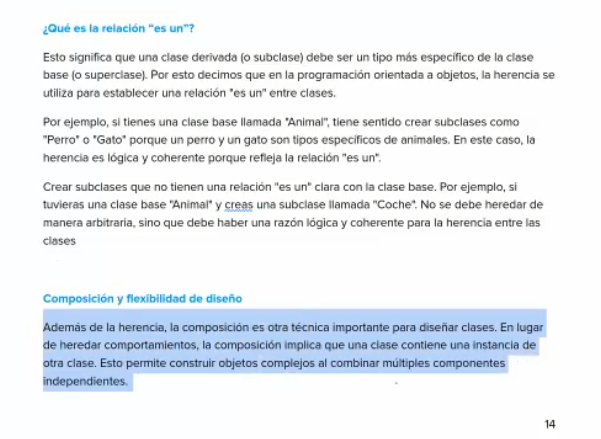 ¿Qué es la relación "es un"?
Esto significa que una clase derivada (o subclase) debe ser un tipo más específico de la clase
base (o superclase). Por esto decimos que en la programación orientada a objetos, la herencia se
utiliza para establecer una relación "es un" entre clases.
Por ejemplo, si tienes una clase base llamada "Animal", tiene sentido crear subclases como
"Perro" o "Gato" porque un perro y un gato son tipos específicos de animales. En este caso, la
herencia es lógica y coherente porque refleja la relación "es un".
Crear subclases que no tienen una relación "es un" clara con la clase base. Por ejemplo, si
tuvieras una clase base "Animal" y creas una subclase llamada "Coche". No se debe heredar de
manera arbitraria, sino que debe haber una razón lógica y coherente para la herencia entre las
clases
Composición y flexibilidad de diseño
Además de la herencia, la composición es otra técnica importante para diseñar clases. En lugar
de heredar comportamientos, la composición implica que una clase contiene una instancia de
otra clase. Esto permite construir objetos complejos al combinar múltiples componentes
independientes.
14